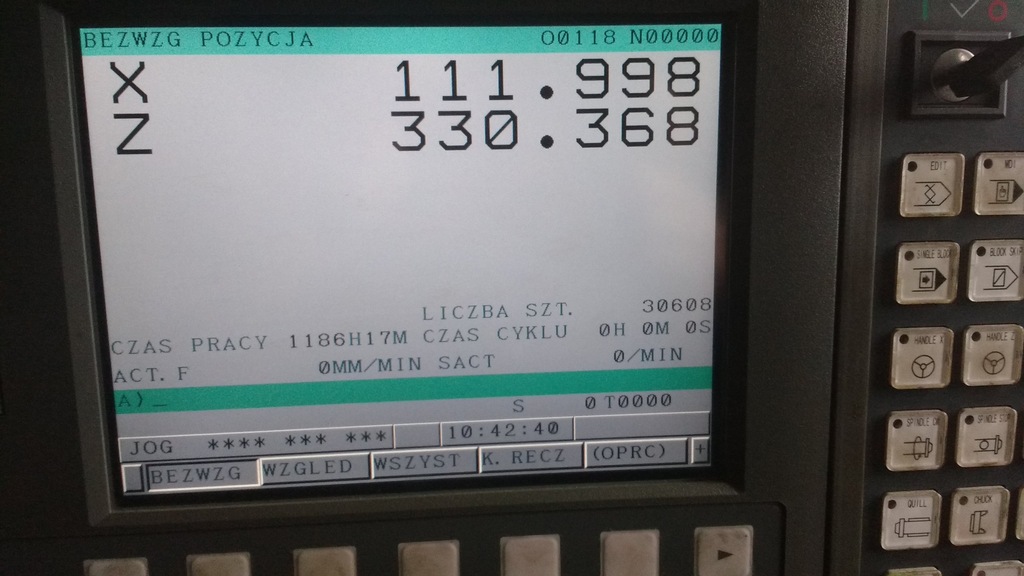 BEZWZG POZYCJA O0118 N00000
X 111.998
Z 330.368
LICZBA SZT. 30608
CZAS PRACY 1186H17M CZAS CYKLU 0H 0M 0S
ACT. F 0MM/MIN SACT 0/MIN
A)_
S 0 T0000
JOG **** *** *** 10:42:40
BEZWZG WZGLED WSZYST K. RECZ (OPRC) +
EDIT MDI
SINGLE BLOCK BLOCK SKIP
HANDLE X HANDLE Z
QUILL CHUCK